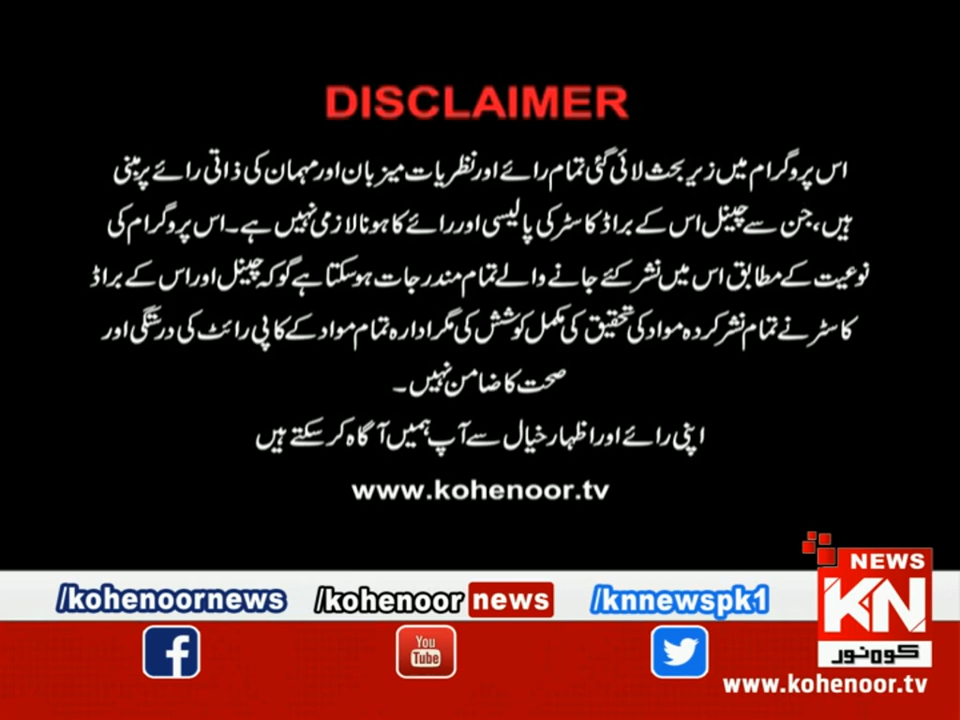 DISCLAIMER
اس پروگرام میں زیرِ بحث لائی گئی تمام رائے اور نظریات میزبان اور مہمان کی ذاتی رائے پر مبنی
ہیں، جن سے چینل اس کے براڈ کاسٹر کی پالیسی اور رائے کا ہونا لازمی نہیں ہے۔ اس پروگرام کی
نوعیت کے مطابق اس میں نشر کئے جانے والے تمام مندرجات ہو سکتا ہے گو کہ چینل اور اس کے براڈ
کاسٹر نے تمام نشر کردہ مواد کی تحقیق کی مکمل کوشش کی مگر ادارہ تمام مواد کے کاپی رائٹ کی درستگی اور
صحت کا ضامن نہیں۔
اپنی رائے اور اظہار خیال سے آپ ہمیں آگاہ کر سکتے ہیں
www.kohenoor.tv
/kohenoornews
/kohenoor news
/knnewspk1
You Tube
NEWS
KN
کوہ نور
www.kohenoor.tv